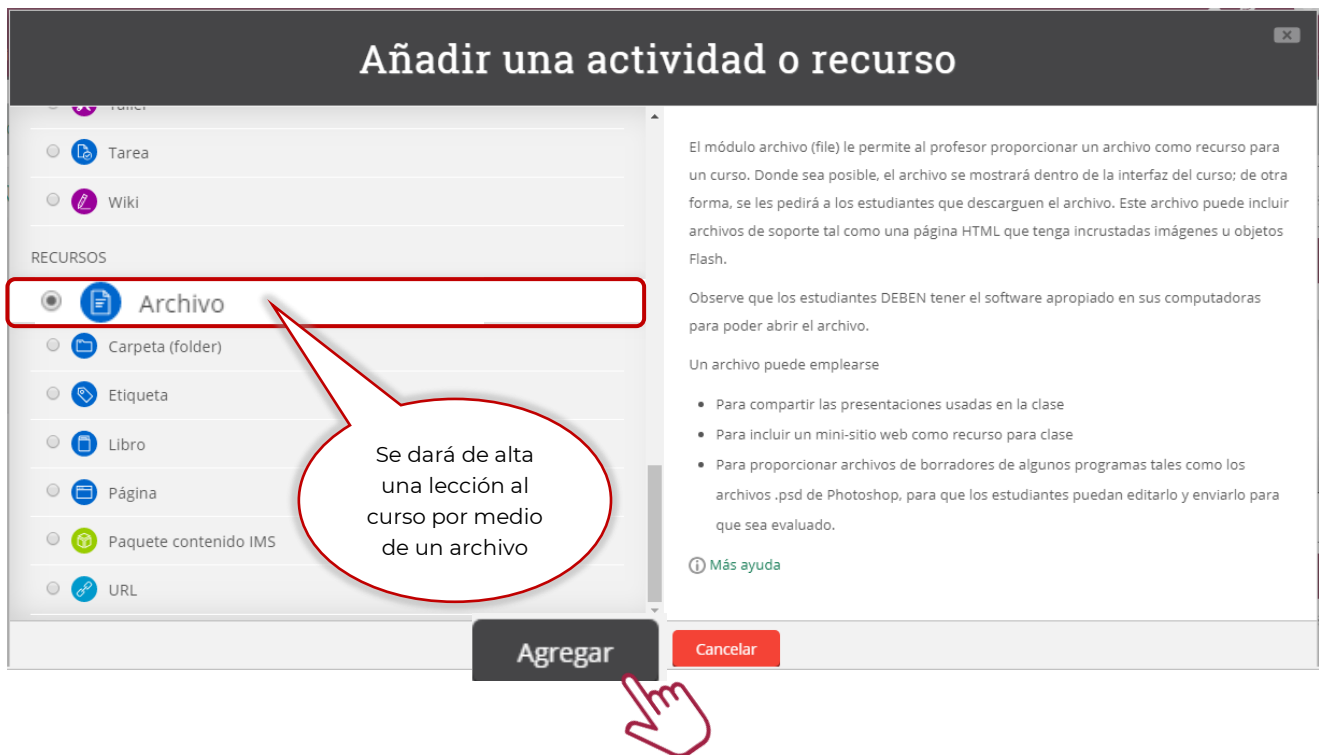 Añadir una actividad o recurso
Taller
Tarea
Wiki
RECURSOS
Archivo
Carpeta (folder)
Etiqueta
Libro
Página
Paquete contenido IMS
URL
Se dará de alta
una lección al
curso por medio
de un archivo
El módulo archivo (file) le permite al profesor proporcionar un archivo como recurso para
un curso. Donde sea posible, el archivo se mostrará dentro de la interfaz del curso; de otra
forma, se les pedirá a los estudiantes que descarguen el archivo. Este archivo puede incluir
archivos de soporte tal como una página HTML que tenga incrustadas imágenes u objetos
Flash.
Observe que los estudiantes DEBEN tener el software apropiado en sus computadoras
para poder abrir el archivo.
Un archivo puede emplearse
• Para compartir las presentaciones usadas en la clase
• Para incluir un mini-sitio web como recurso para clase
• Para proporcionar archivos de borradores de algunos programas tales como los
archivos .psd de Photoshop, para que los estudiantes puedan editarlo y enviarlo para
que sea evaluado.
Más ayuda
Agregar
Cancelar